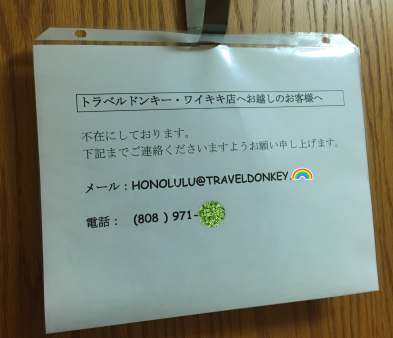 トラベルドンキー・ワイキキ店へお越しのお客様へ
不在にしております。
下記までご連絡くださいますようお願い申し上げます。
メール：HONOLULU@TRAVELDONKEY.
電話： (808 ) 971-